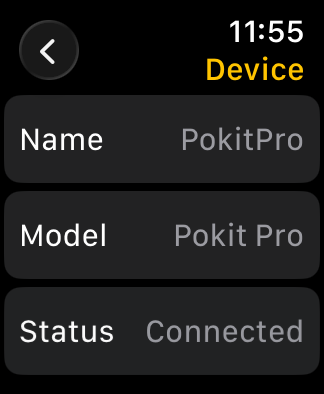 11:55
Device
Name PokitPro
Model Pokit Pro
Status Connected